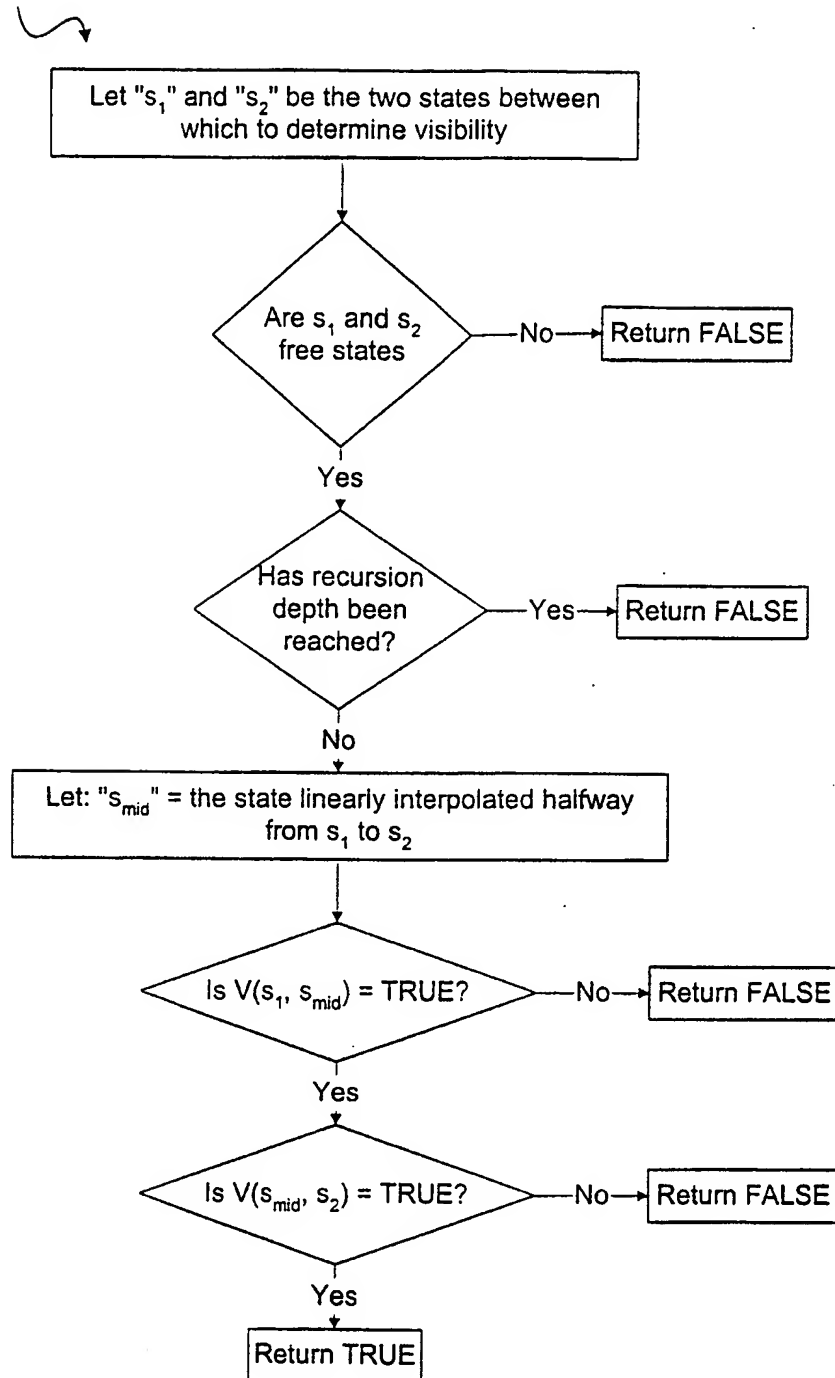 Let "s₁" and "s₂" be the two states between
which to determine visibility
Are s₁ and s₂
free states
No
Return FALSE
Yes
Has recursion
depth been
reached?
Yes
Return FALSE
No
Let: "s_mid" = the state linearly interpolated halfway
from s₁ to s₂
Is V(s₁, s_mid) = TRUE?
No
Return FALSE
Yes
Is V(s_mid, s₂) = TRUE?
No
Return FALSE
Yes
Return TRUE